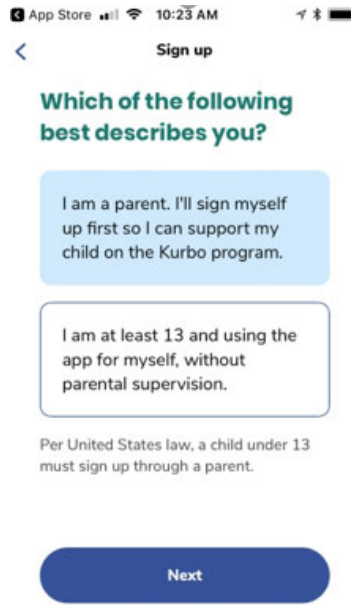 App Store 10:23 AM
Sign up
Which of the following
best describes you?
I am a parent. I'll sign myself
up first so I can support my
child on the Kurbo program.
I am at least 13 and using the
app for myself, without
parental supervision.
Per United States law, a child under 13
must sign up through a parent.
Next